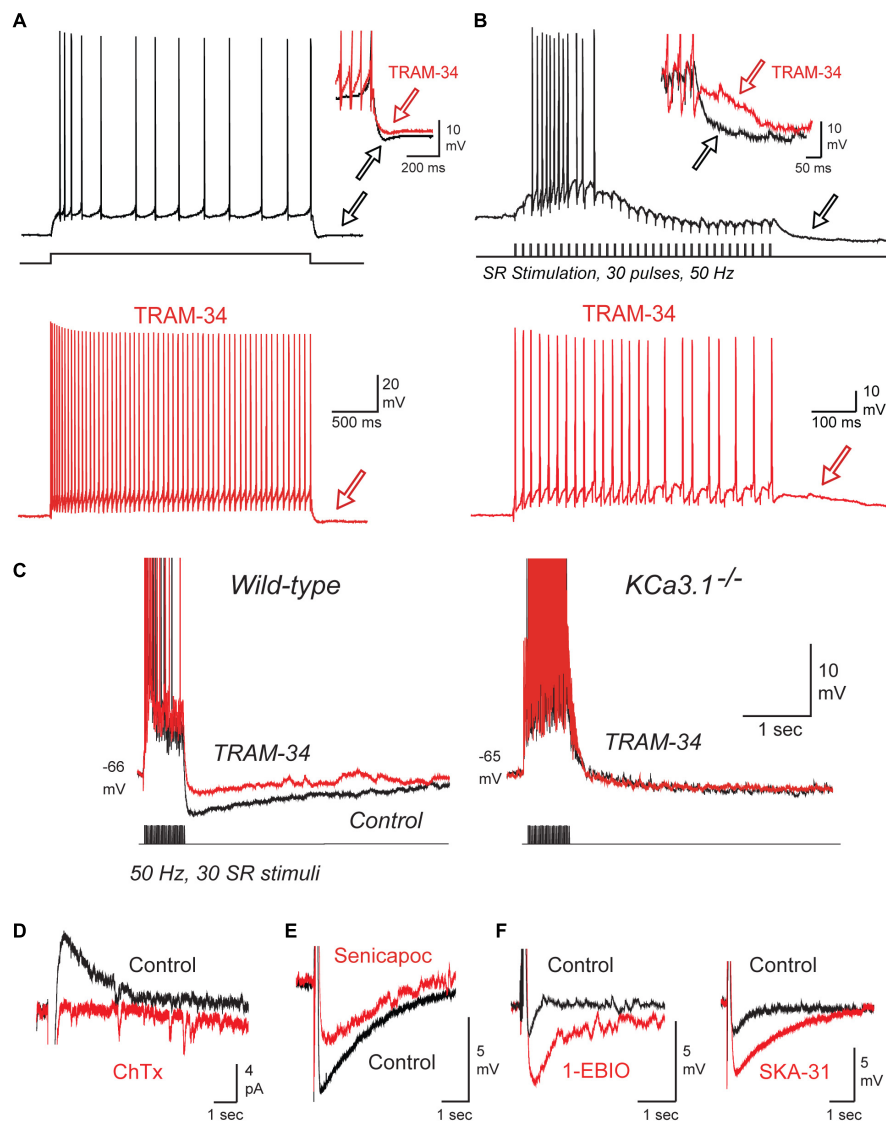 A
TRAM-34
10
mV
200 ms
TRAM-34
20
mV
500 ms
B
TRAM-34
10
mV
50 ms
SR Stimulation, 30 pulses, 50 Hz
TRAM-34
10
mV
100 ms
C
Wild-type
TRAM-34
-66
mV
Control
50 Hz, 30 SR stimuli
KCa3.1-/-
10
mV
1 sec
TRAM-34
-65
mV
D
Control
ChTx
4
pA
1 sec
E
Senicapoc
Control
5
mV
1 sec
F
Control
1-EBIO
5
mV
1 sec
Control
SKA-31
5
mV
1 sec